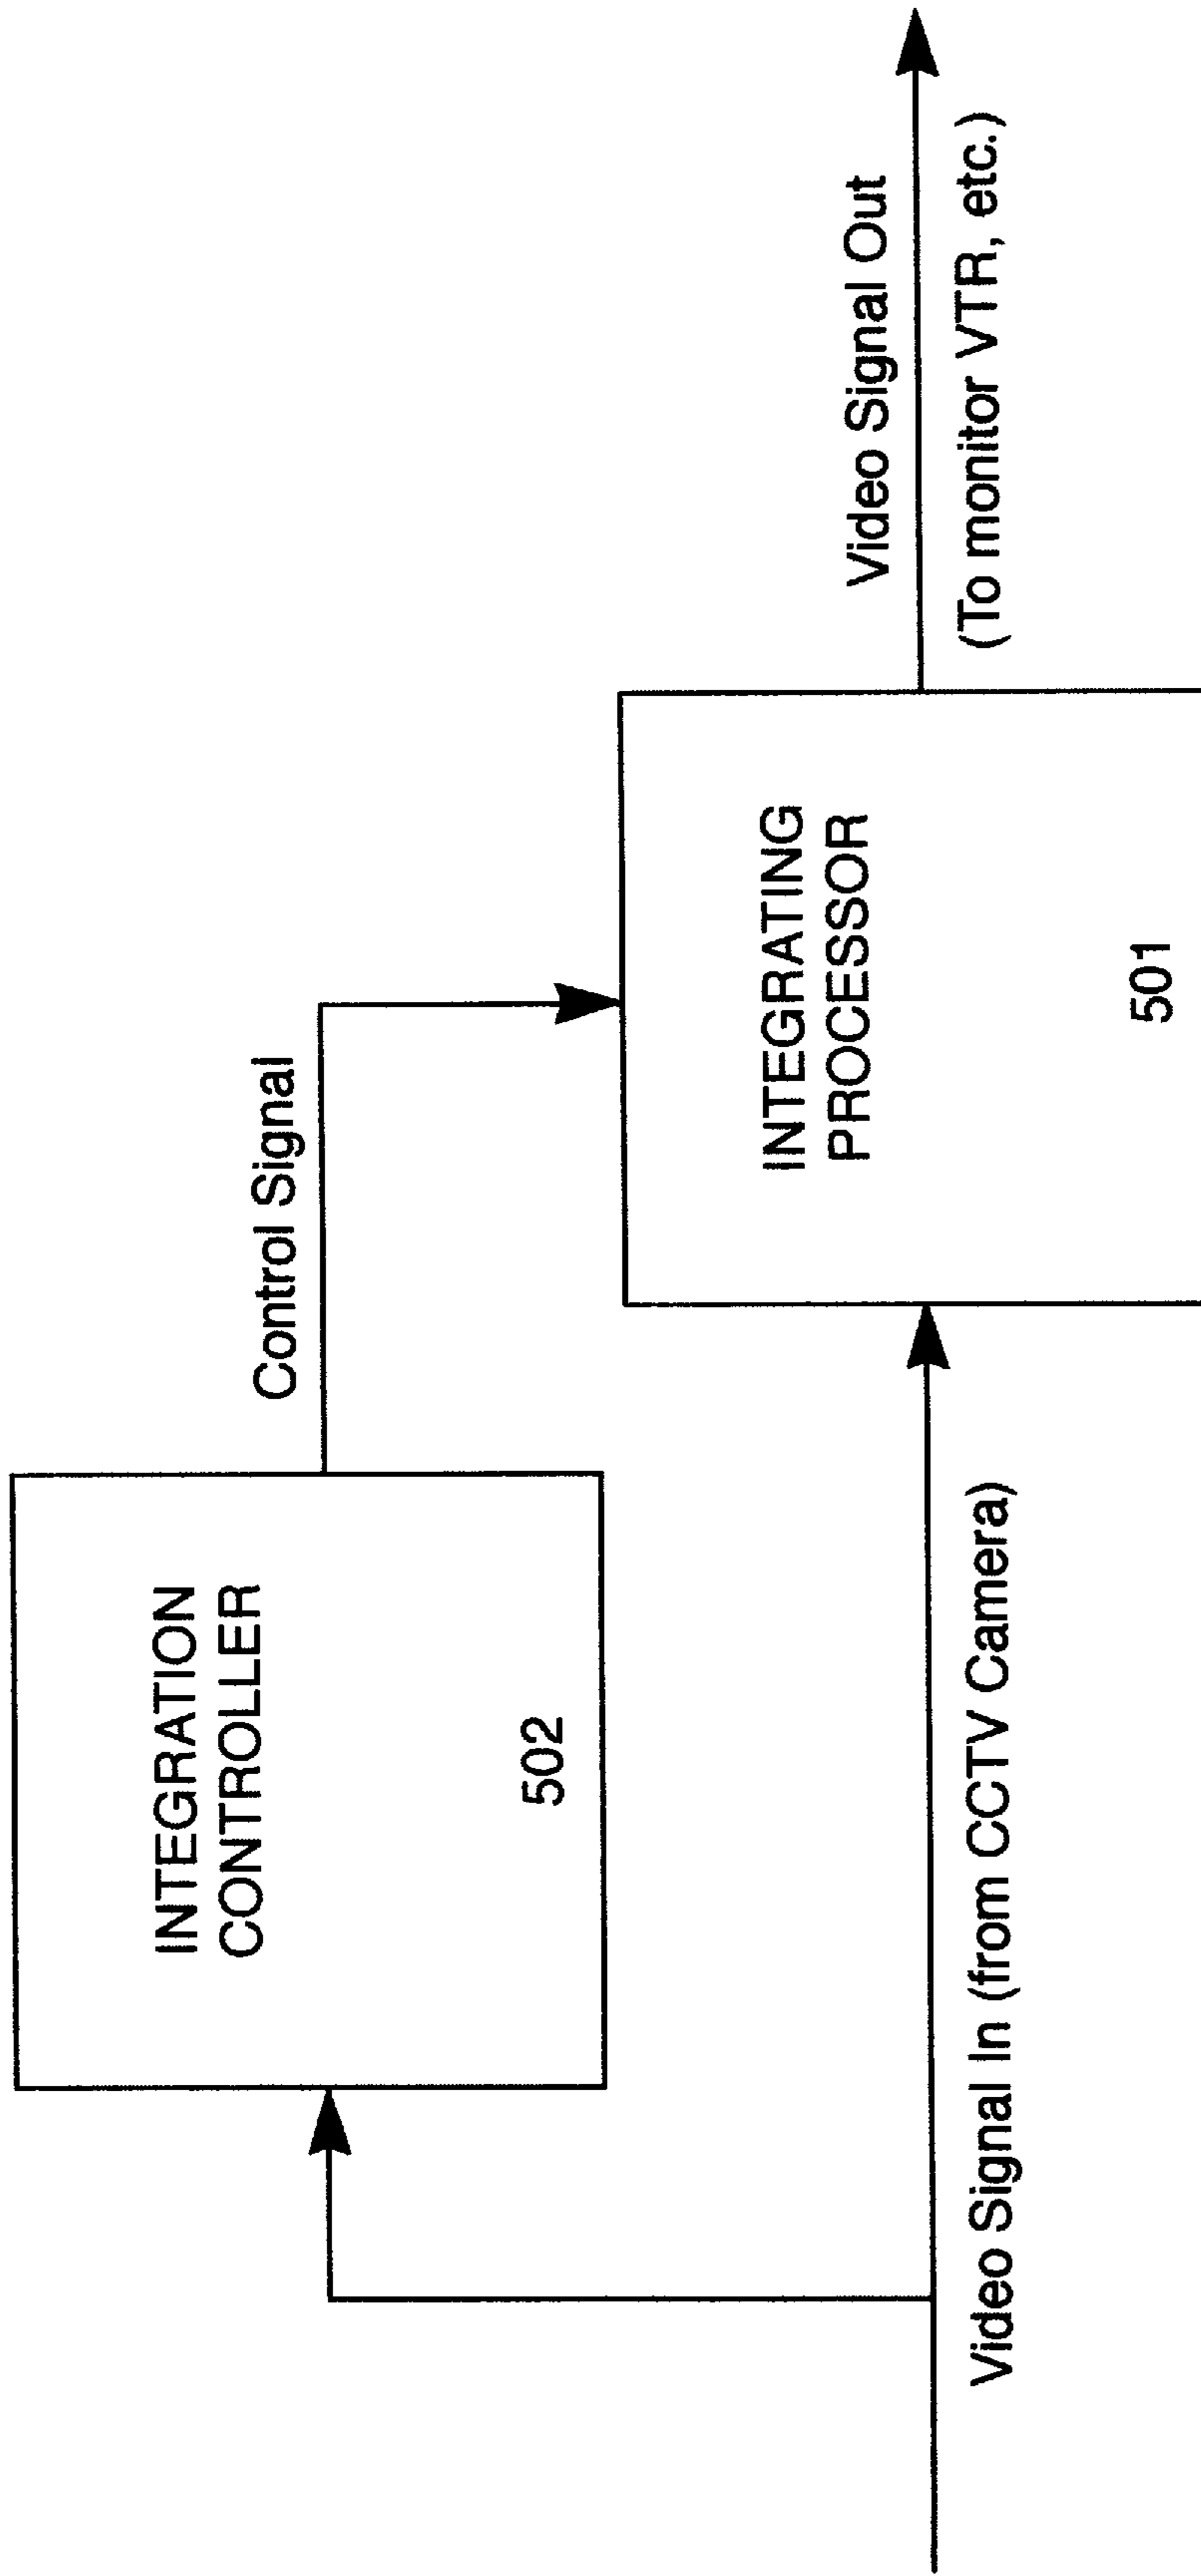 INTEGRATION
CONTROLLER
502
Control Signal
INTEGRATING
PROCESSOR
501
Video Signal In (from CCTV Camera)
Video Signal Out
(To monitor VTR, etc.)